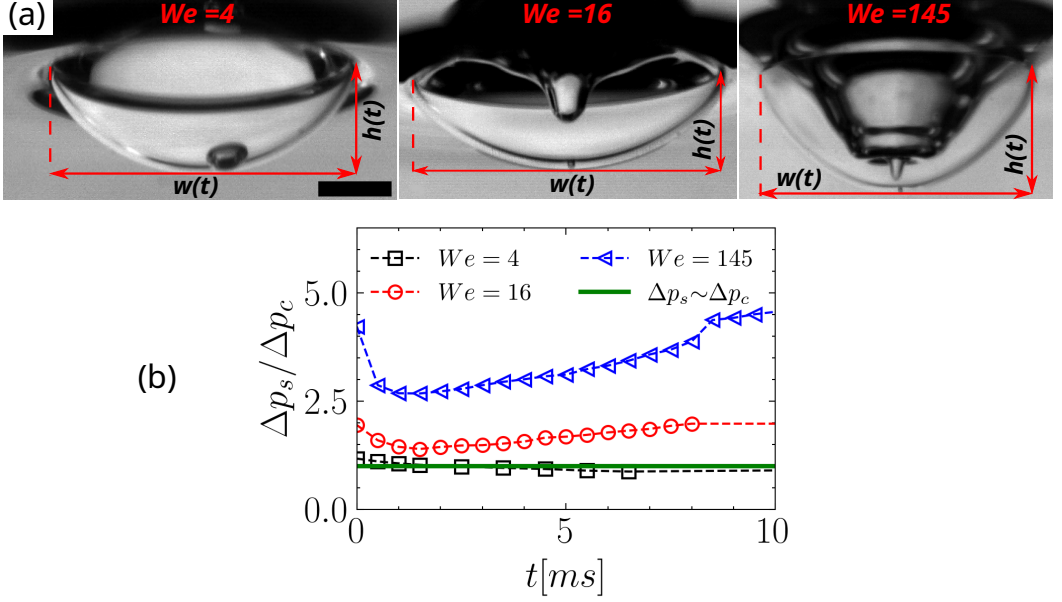 (a)
We =4
We =16
We =145
h(t)
w(t)
h(t)
w(t)
h(t)
w(t)
(b)
We = 4
We = 16
We = 145
Δp_s∼Δp_c
Δp_s/Δp_c
5.0
2.5
0.0
0
5
10
t[ms]